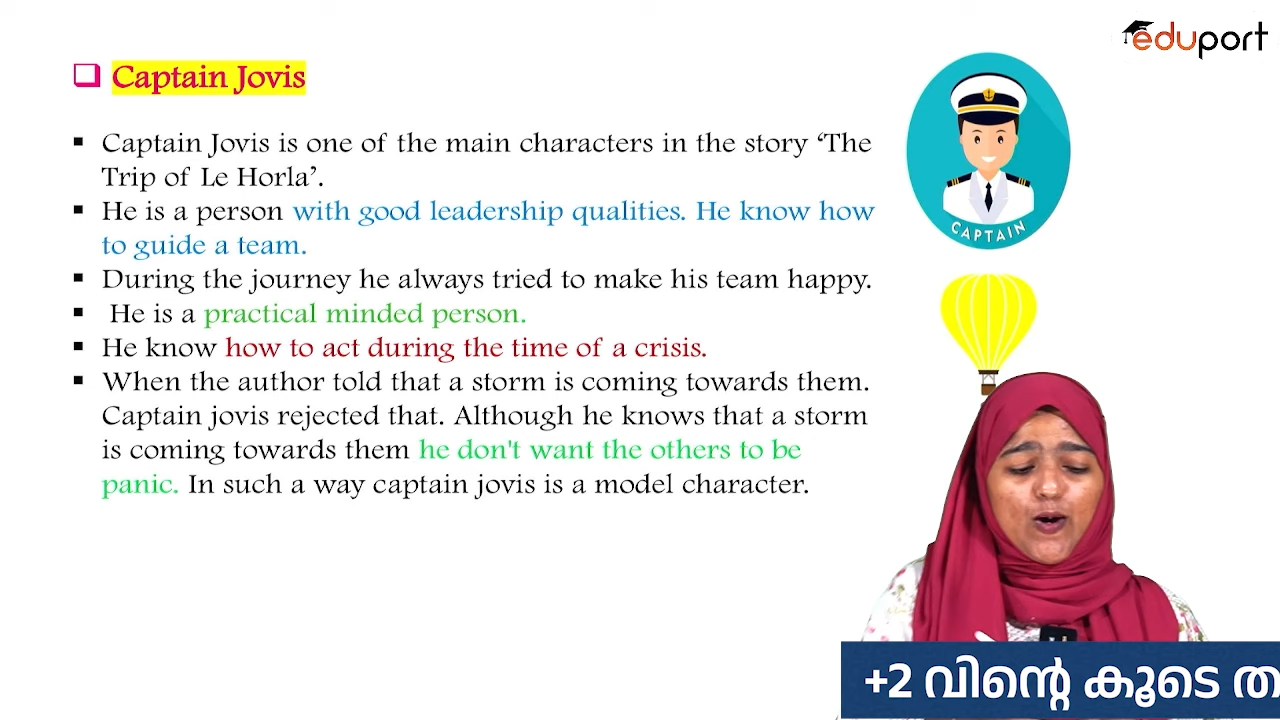 eduport
Captain Jovis
Captain Jovis is one of the main characters in the story ‘The
Trip of Le Horla’.
He is a person with good leadership qualities. He know how
to guide a team.
During the journey he always tried to make his team happy.
He is a practical minded person.
He know how to act during the time of a crisis.
When the author told that a storm is coming towards them.
Captain jovis rejected that. Although he knows that a storm
is coming towards them he don't want the others to be
panic. In such a way captain jovis is a model character.
CAPTAIN
+2 വിന്റെ കൂടെ ത